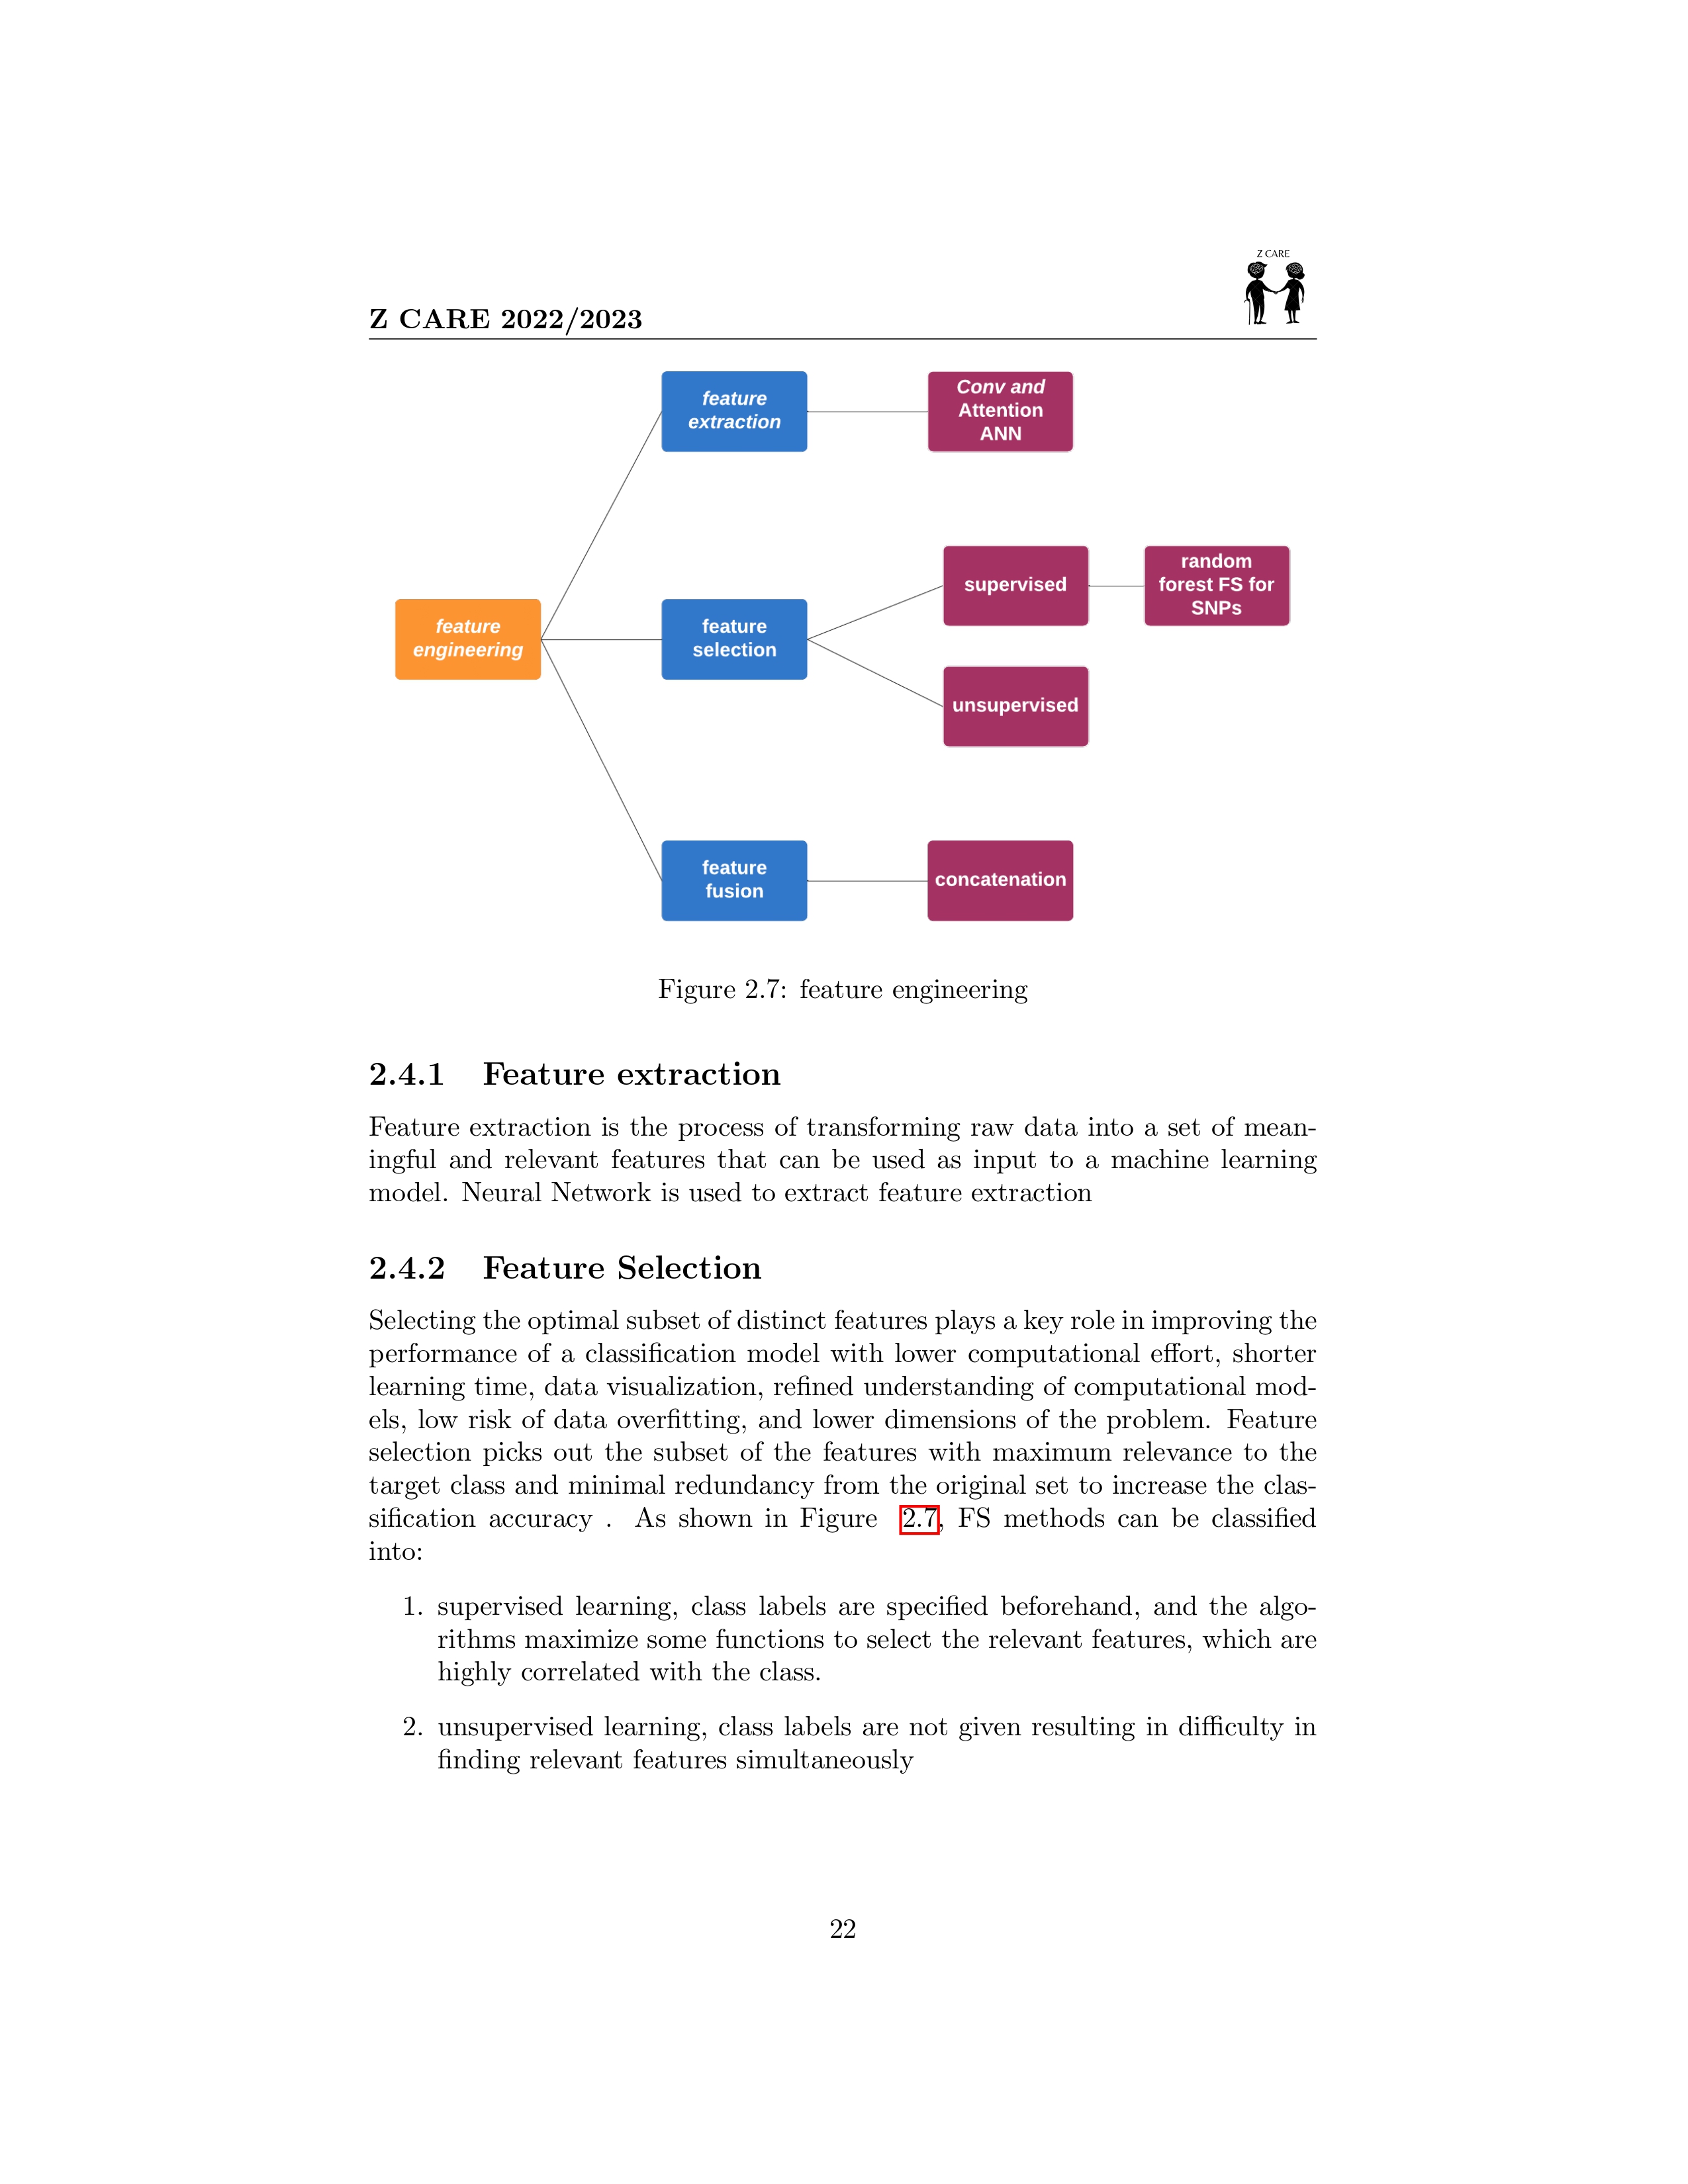 Z CARE
Z CARE 2022/2023
feature
extraction
Conv and
Attention
ANN
feature
engineering
feature
selection
supervised
random
forest FS for
SNPs
unsupervised
feature
fusion
concatenation
Figure 2.7: feature engineering
2.4.1 Feature extraction
Feature extraction is the process of transforming raw data into a set of mean-
ingful and relevant features that can be used as input to a machine learning
model. Neural Network is used to extract feature extraction
2.4.2 Feature Selection
Selecting the optimal subset of distinct features plays a key role in improving the
performance of a classification model with lower computational effort, shorter
learning time, data visualization, refined understanding of computational mod-
els, low risk of data overfitting, and lower dimensions of the problem. Feature
selection picks out the subset of the features with maximum relevance to the
target class and minimal redundancy from the original set to increase the clas-
sification accuracy . As shown in Figure 2.7, FS methods can be classified
into:
1. supervised learning, class labels are specified beforehand, and the algo-
rithms maximize some functions to select the relevant features, which are
highly correlated with the class.
2. unsupervised learning, class labels are not given resulting in difficulty in
finding relevant features simultaneously
22